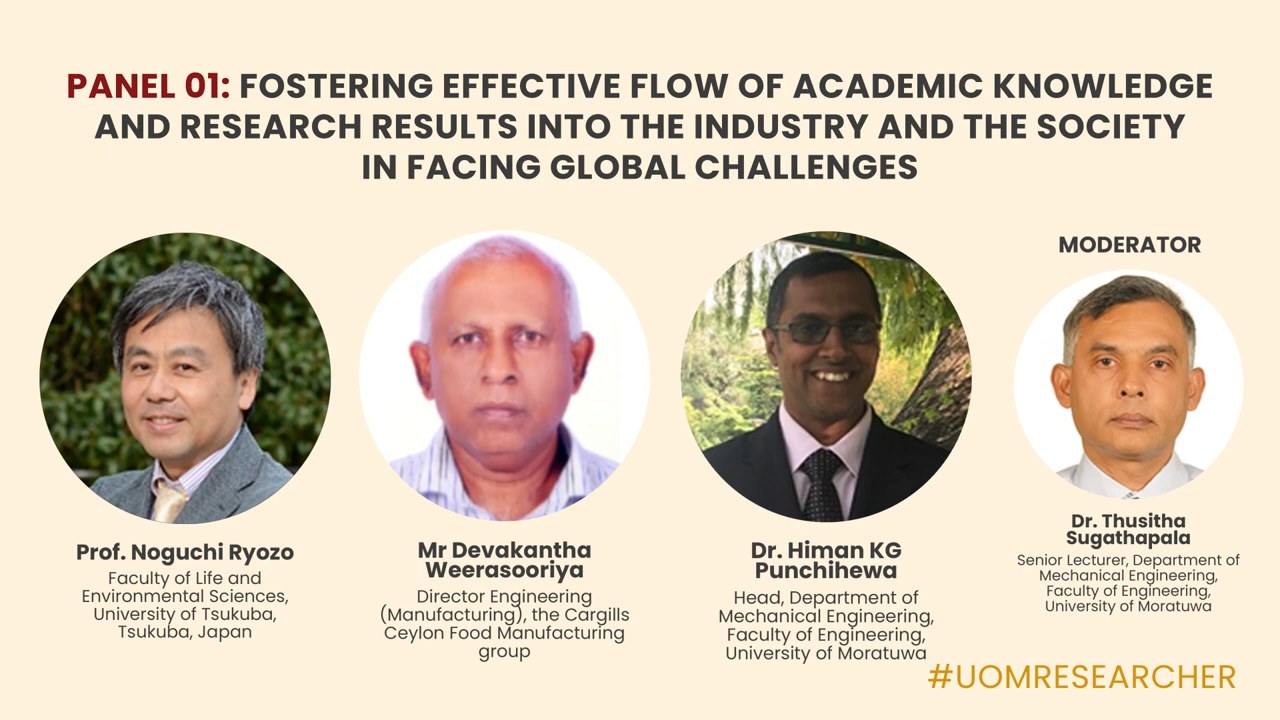 PANEL 01: FOSTERING EFFECTIVE FLOW OF ACADEMIC KNOWLEDGE
AND RESEARCH RESULTS INTO THE INDUSTRY AND THE SOCIETY
IN FACING GLOBAL CHALLENGES
Prof. Noguchi Ryozo
Faculty of Life and
Environmental Sciences,
University of Tsukuba,
Tsukuba, Japan
Mr Devakantha
Weerasooriya
Director Engineering
(Manufacturing), the Cargills
Ceylon Food Manufacturing
group
Dr. Himan KG
Punchihewa
Head, Department of
Mechanical Engineering,
Faculty of Engineering,
University of Moratuwa
MODERATOR
Dr. Thusitha
Sugathapala
Senior Lecturer, Department of
Mechanical Engineering,
Faculty of Engineering,
University of Moratuwa
#UOMRESEARCHER